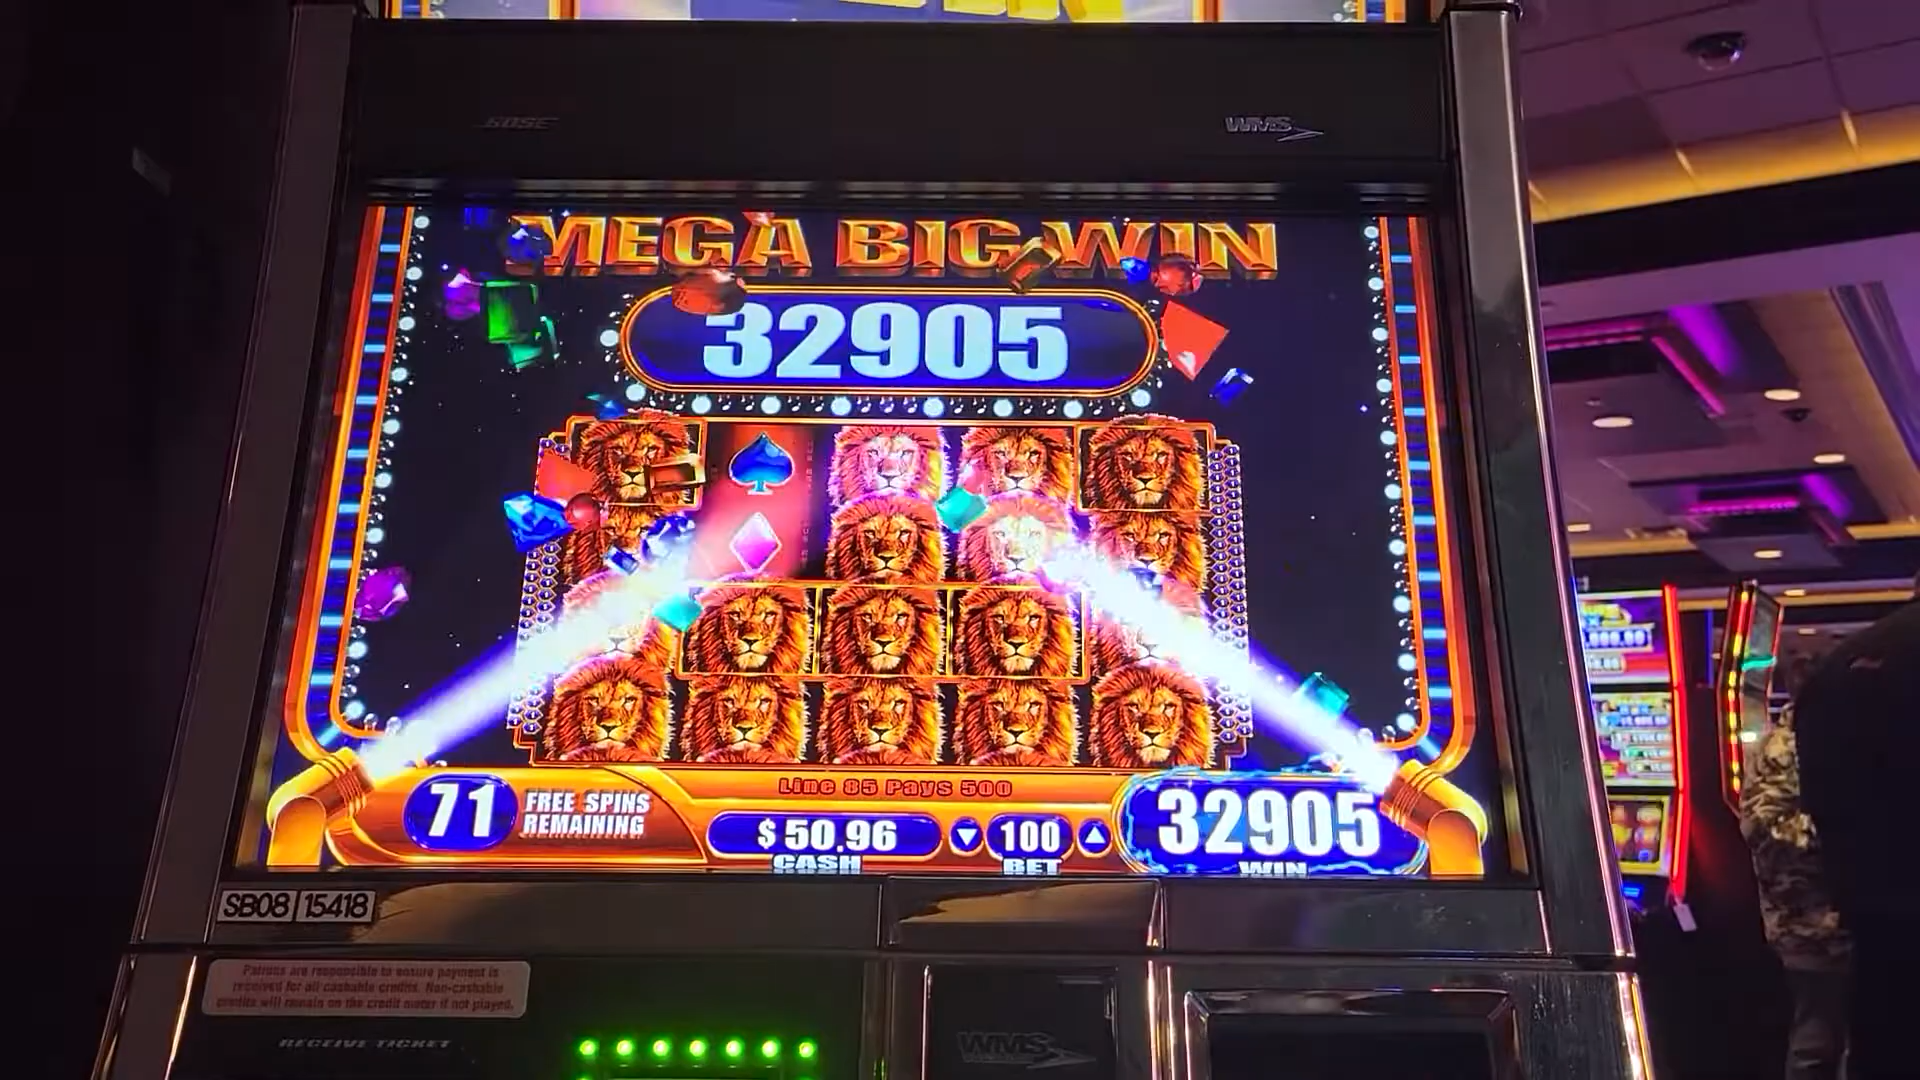 BOSE
WMS
MEGA BIG WIN
32905
Line 85 Pays 500
71
FREE SPINS
REMAINING
$50.96
CASH
100
BET
32905
WIN
SB08 15418
Patrons are responsible to ensure payment is
received for all cashable credits. Non-cashable
credits will remain on the credit meter if not played.
RECEIVE TICKET
WMS